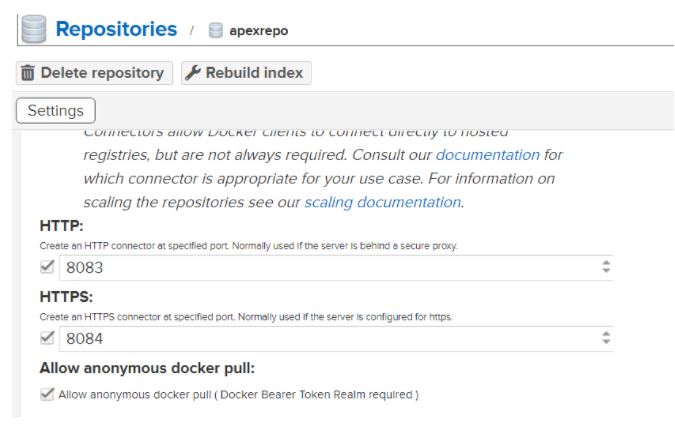 Repositories / apexrepo
Delete repository Rebuild index
Settings
Connectors allow Docker clients to connect directly to hosted
registries, but are not always required. Consult our documentation for
which connector is appropriate for your use case. For information on
scaling the repositories see our scaling documentation.
HTTP:
Create an HTTP connector at specified port. Normally used if the server is behind a secure proxy.
8083
HTTPS:
Create an HTTPS connector at specified port. Normally used if the server is configured for https.
8084
Allow anonymous docker pull:
Allow anonymous docker pull ( Docker Bearer Token Realm required )